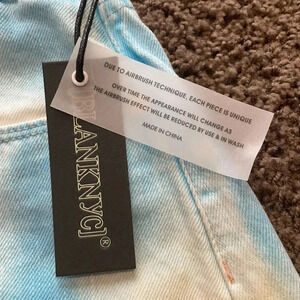 DUE TO AIRBRUSH TECHNIQUE, EACH PIECE IS UNIQUE
OVER TIME THE APPEARANCE WILL CHANGE AS
THE AIRBRUSH EFFECT WILL BE REDUCED BY USE & IN WASH
MADE IN CHINA
[BLANKNYC]®